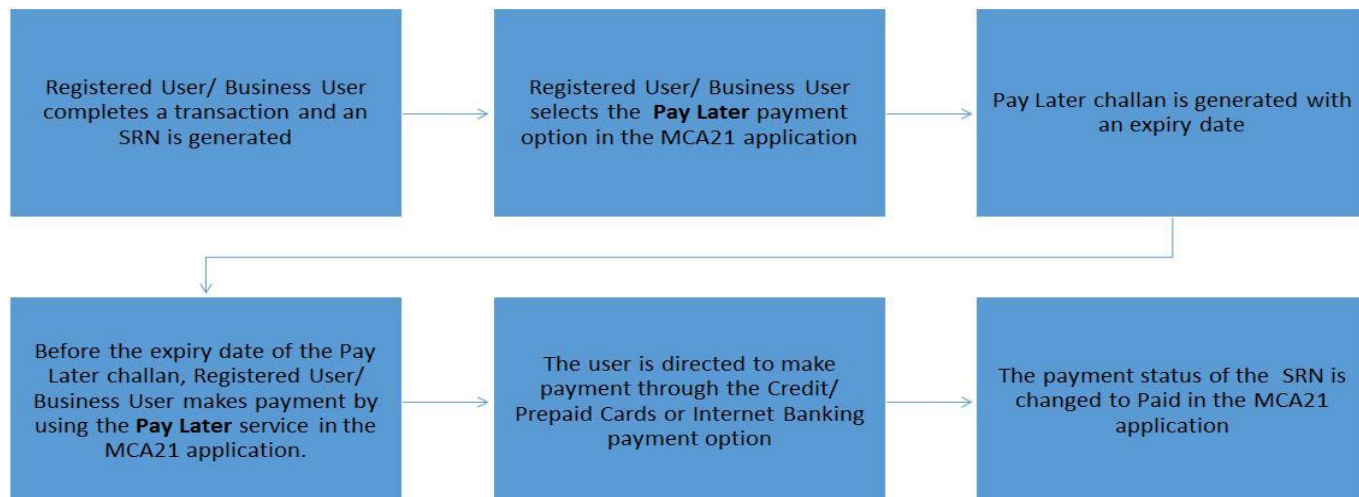 Registered User/ Business User
completes a transaction and an
SRN is generated
Registered User/ Business User
selects the Pay Later payment
option in the MCA21 application
Pay Later challan is generated with
an expiry date
Before the expiry date of the Pay
Later challan, Registered User/
Business User makes payment by
using the Pay Later service in the
MCA21 application.
The user is directed to make
payment through the Credit/
Prepaid Cards or Internet Banking
payment option
The payment status of the SRN is
changed to Paid in the MCA21
application